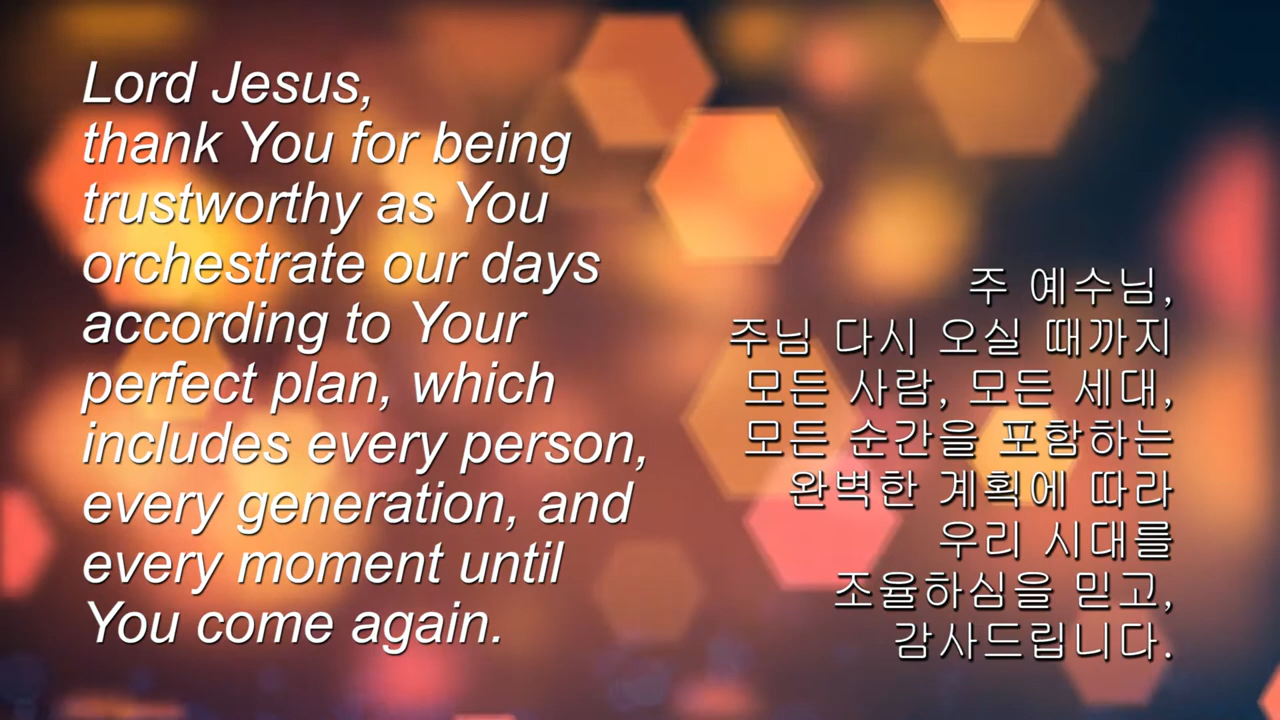 Lord Jesus,
thank You for being
trustworthy as You
orchestrate our days
according to Your
perfect plan, which
includes every person,
every generation, and
every moment until
You come again.
주 예수님,
주님 다시 오실 때까지
모든 사람, 모든 세대,
모든 순간을 포함하는
완벽한 계획에 따라
우리 시대를
조율하심을 믿고,
감사드립니다.